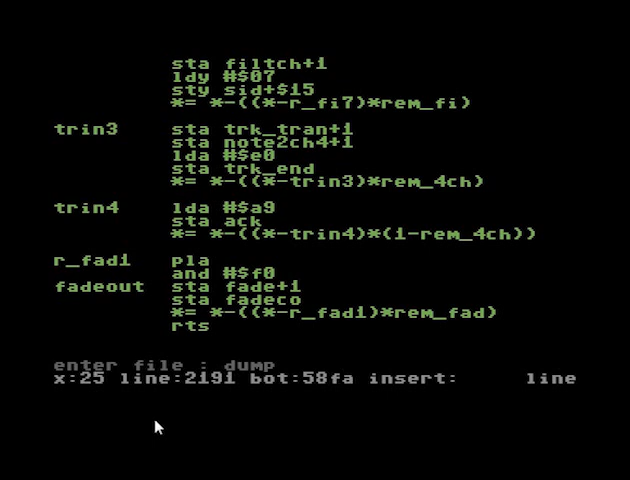 sta filtch+1
ldy #$07
sty sid+$15
*= *-((*-r_fi7)*rem_fi)
trin3 sta trk_tran+1
sta note2ch4+1
lda #$e0
sta trk_end
*= *-((*-trin3)*rem_4ch)
trin4 lda #$a9
sta ack
*= *-((*-trin4)*(1-rem_4ch))
r_fad1 pla
and #$f0
fadeout sta fade+1
sta fadeco
*= *-((*-r_fad1)*rem_fad)
rts
enter file : dump
x:25 line:2191 bot:58fa insert: line